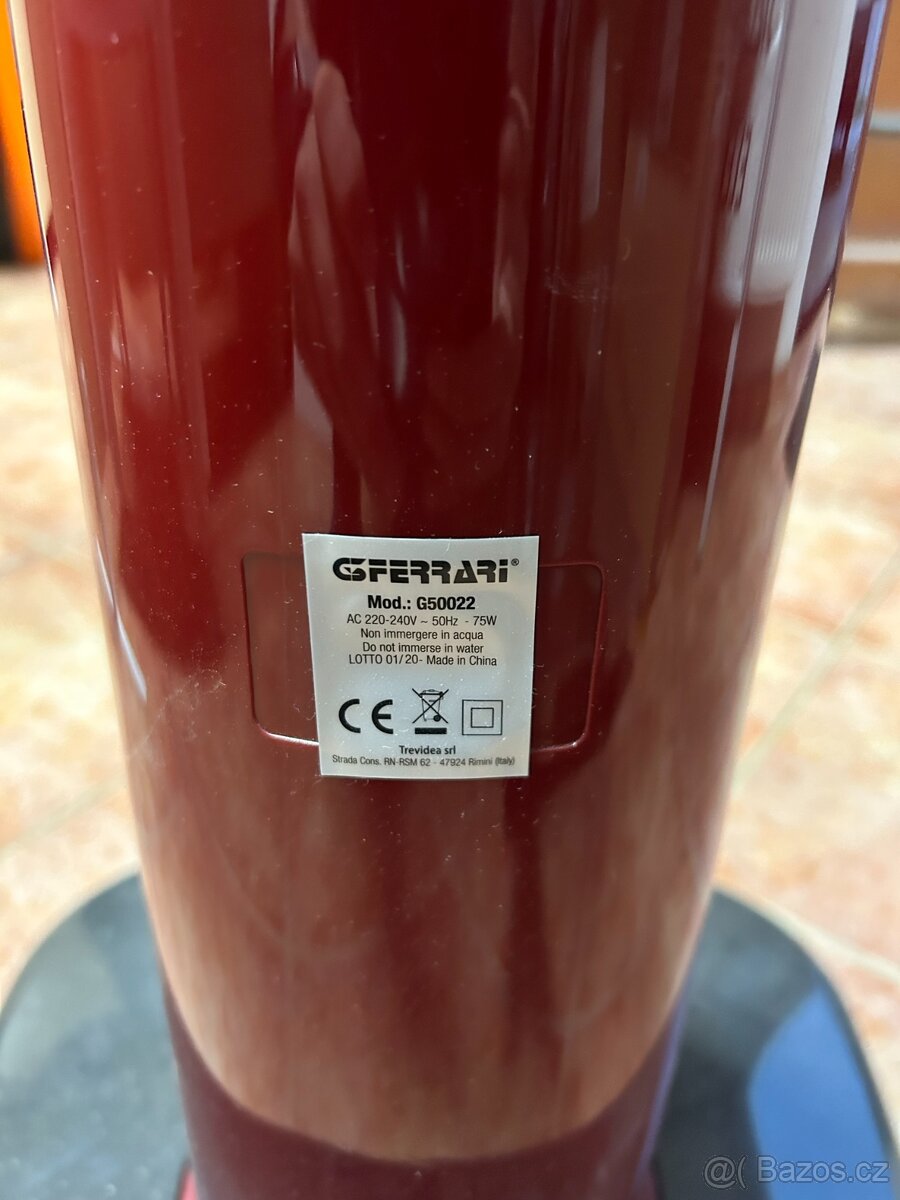 GFERRARI®
Mod.: G50022
AC 220-240V ~ 50Hz - 75W
Non immergere in acqua
Do not immerse in water
LOTTO 01/20- Made in China
CE
Trevidea srl
Strada Cons. RN-RSM 62 - 47924 Rimini (Italy)
@( Bazos.cz